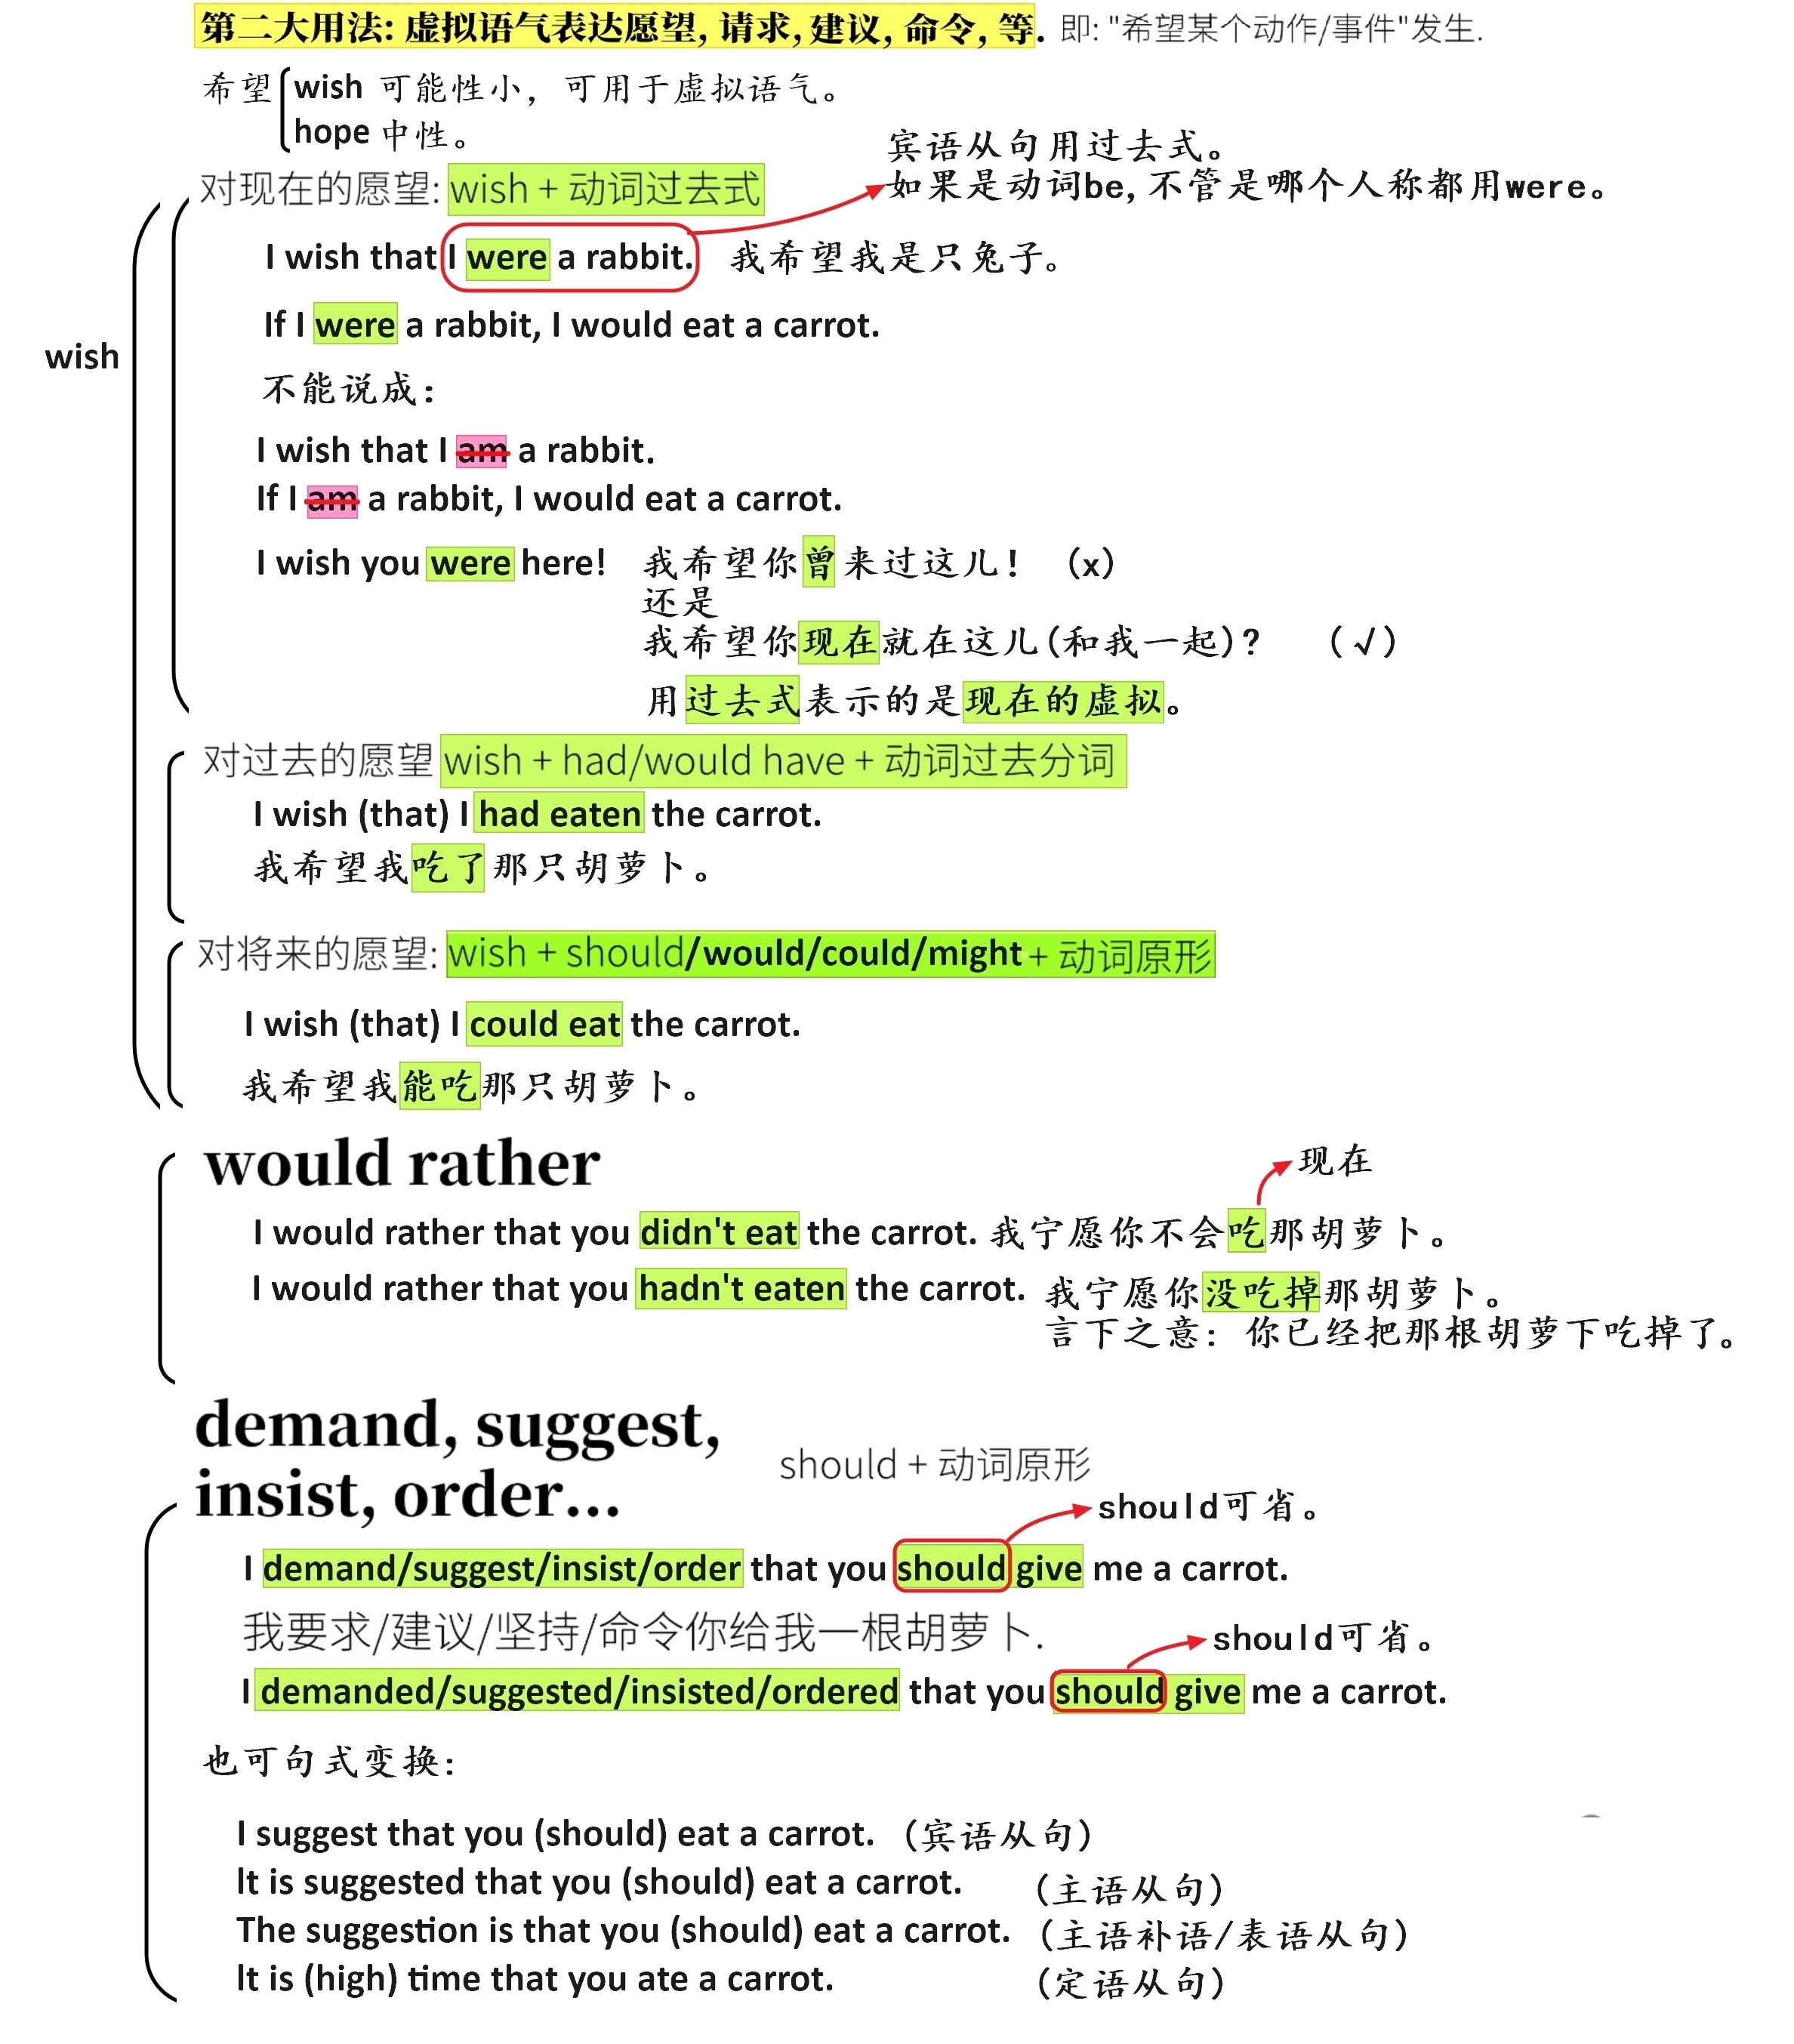 第二大用法: 虚拟语气表达愿望, 请求, 建议, 命令, 等. 即: "希望某个动作/事件"发生.
希望 wish 可能性小，可用于虚拟语气。
hope 中性。
宾语从句用过去式。
对现在的愿望: wish + 动词过去式 如果是动词be, 不管是哪个人称都用were。
I wish that I were a rabbit. 我希望我是只兔子。
If I were a rabbit, I would eat a carrot.
wish
不能说成：
I wish that I am a rabbit.
If I am a rabbit, I would eat a carrot.
I wish you were here! 我希望你曾来过这儿！ （x）
还是
我希望你现在就在这儿(和我一起)？ （√）
用过去式表示的是现在的虚拟。
对过去的愿望 wish + had/would have + 动词过去分词
I wish (that) I had eaten the carrot.
我希望我吃了那只胡萝卜。
对将来的愿望: wish + should/would/could/might + 动词原形
I wish (that) I could eat the carrot.
我希望我能吃那只胡萝卜。
would rather
现在
I would rather that you didn't eat the carrot. 我宁愿你不会吃那胡萝卜。
I would rather that you hadn't eaten the carrot. 我宁愿你没吃掉那胡萝卜。
言下之意：你已经把那根胡萝下吃掉了。
demand, suggest,
insist, order... should + 动词原形
should可省。
I demand/suggest/insist/order that you should give me a carrot.
我要求/建议/坚持/命令你给我一根胡萝卜.
should可省。
I demanded/suggested/insisted/ordered that you should give me a carrot.
也可句式变换：
I suggest that you (should) eat a carrot. （宾语从句）
It is suggested that you (should) eat a carrot. （主语从句）
The suggestion is that you (should) eat a carrot. （主语补语/表语从句）
It is (high) time that you ate a carrot. （定语从句）